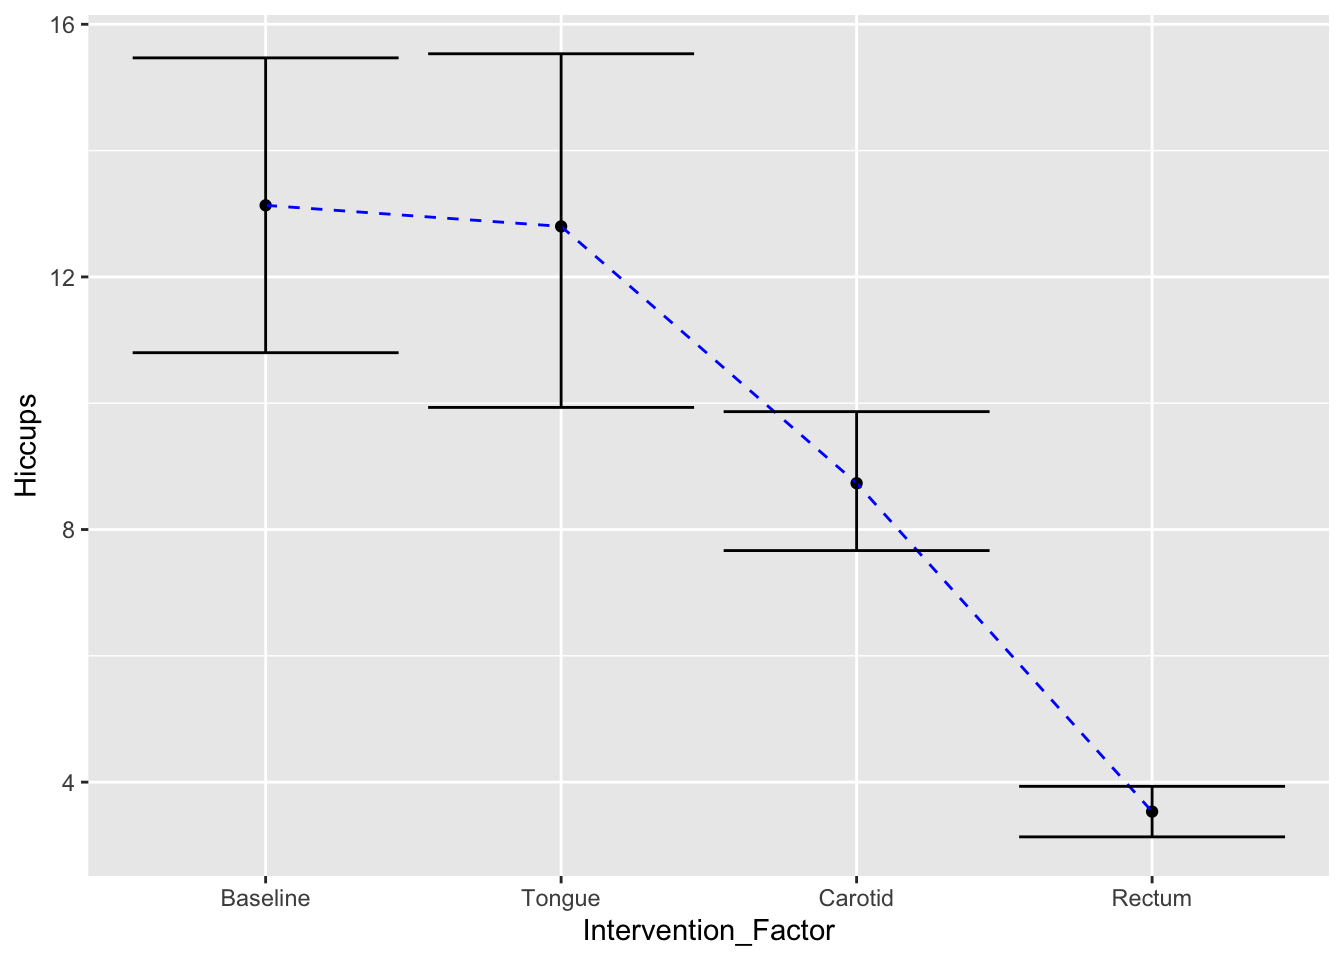 16
12
8
4
Hiccups
Baseline Tongue Carotid Rectum
Intervention_Factor